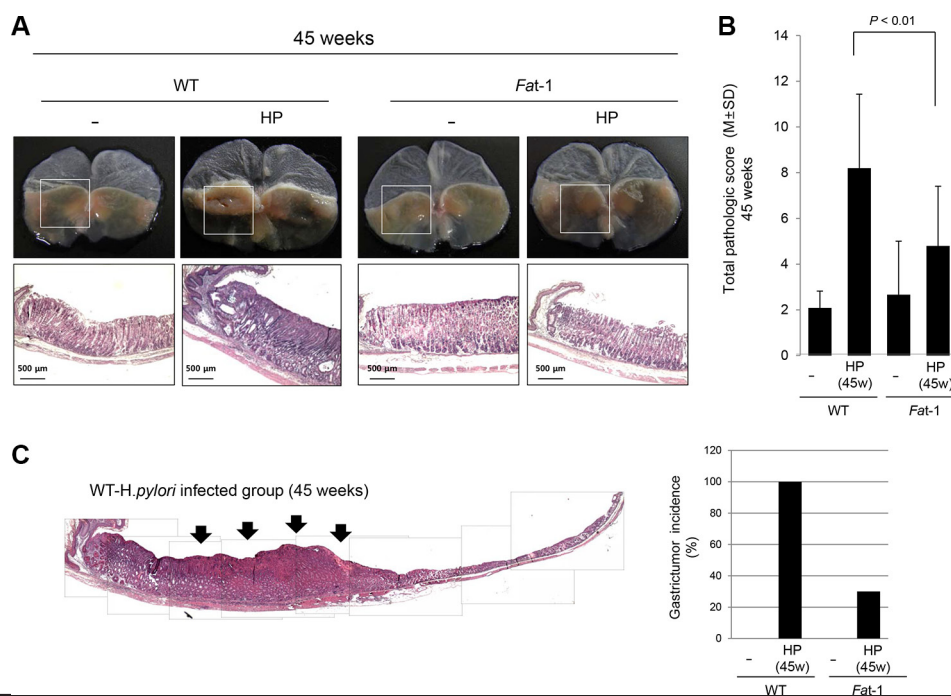 A
45 weeks
WT
Fat-1
–
HP
–
HP
500 μm
500 μm
500 μm
500 μm
B
P < 0.01
Total pathologic score (M±SD)
45 weeks
14
12
10
8
6
4
2
0
–
HP
(45w)
–
HP
(45w)
WT
Fat-1
C
WT-H.pylori infected group (45 weeks)
Gastrictumor incidence
(%)
120
100
80
60
40
20
0
–
HP
(45w)
–
HP
(45w)
WT
Fat-1